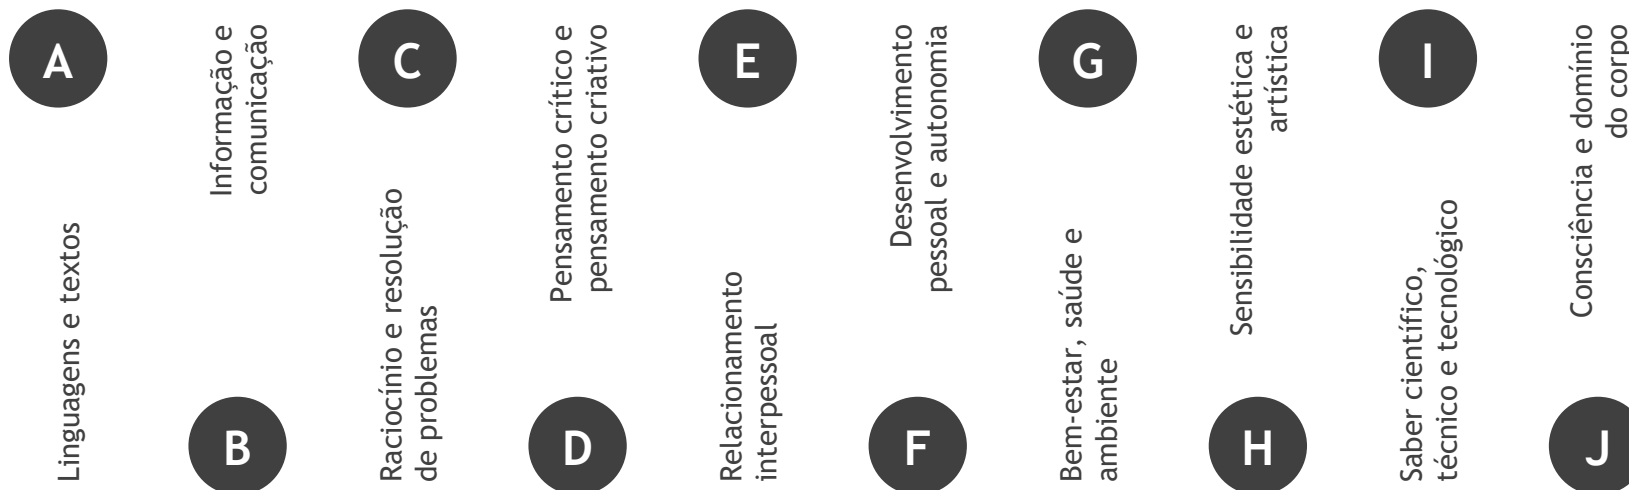 A
Linguagens e textos
B
Informação e
comunicação
C
Raciocínio e resolução
de problemas
D
Pensamento crítico e
pensamento criativo
E
Relacionamento
interpessoal
F
Desenvolvimento
pessoal e autonomia
G
Bem-estar, saúde e
ambiente
H
Sensibilidade estética e
artística
I
Saber científico,
técnico e tecnológico
J
Consciência e domínio
do corpo